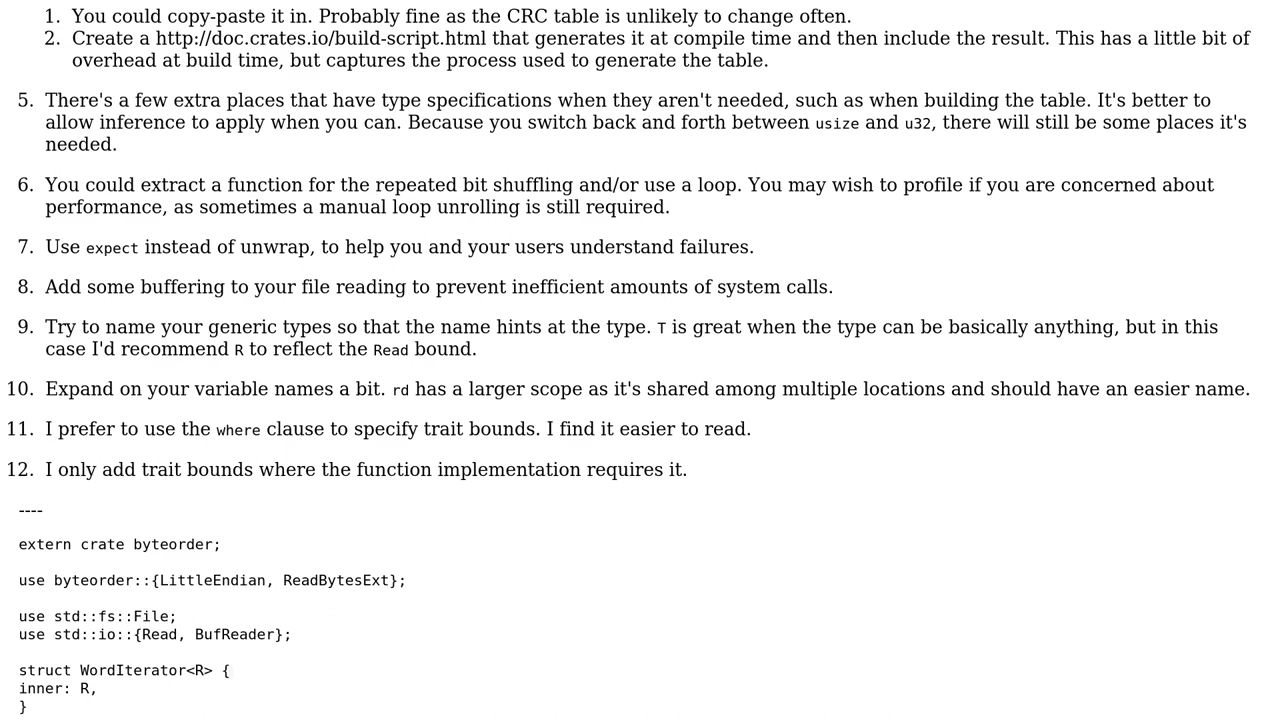 1. You could copy-paste it in. Probably fine as the CRC table is unlikely to change often.
2. Create a http://doc.crates.io/build-script.html that generates it at compile time and then include the result. This has a little bit of
overhead at build time, but captures the process used to generate the table.
5. There's a few extra places that have type specifications when they aren't needed, such as when building the table. It's better to
allow inference to apply when you can. Because you switch back and forth between usize and u32, there will still be some places it's
needed.
6. You could extract a function for the repeated bit shuffling and/or use a loop. You may wish to profile if you are concerned about
performance, as sometimes a manual loop unrolling is still required.
7. Use expect instead of unwrap, to help you and your users understand failures.
8. Add some buffering to your file reading to prevent inefficient amounts of system calls.
9. Try to name your generic types so that the name hints at the type. T is great when the type can be basically anything, but in this
case I'd recommend R to reflect the Read bound.
10. Expand on your variable names a bit. rd has a larger scope as it's shared among multiple locations and should have an easier name.
11. I prefer to use the where clause to specify trait bounds. I find it easier to read.
12. I only add trait bounds where the function implementation requires it.
----
extern crate byteorder;
use byteorder::{LittleEndian, ReadBytesExt};
use std::fs::File;
use std::io::{Read, BufReader};
struct WordIterator<R> {
inner: R,
}